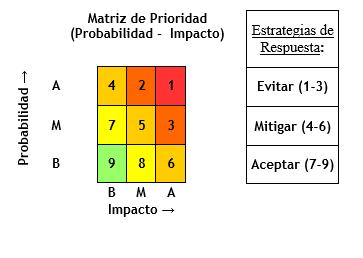 Matriz de Prioridad
(Probabilidad - Impacto)
Estrategias de
Respuesta:
Probabilidad →
A 4 2 1
M 7 5 3
B 9 8 6
B M A
Impacto →
Evitar (1-3)
Mitigar (4-6)
Aceptar (7-9)